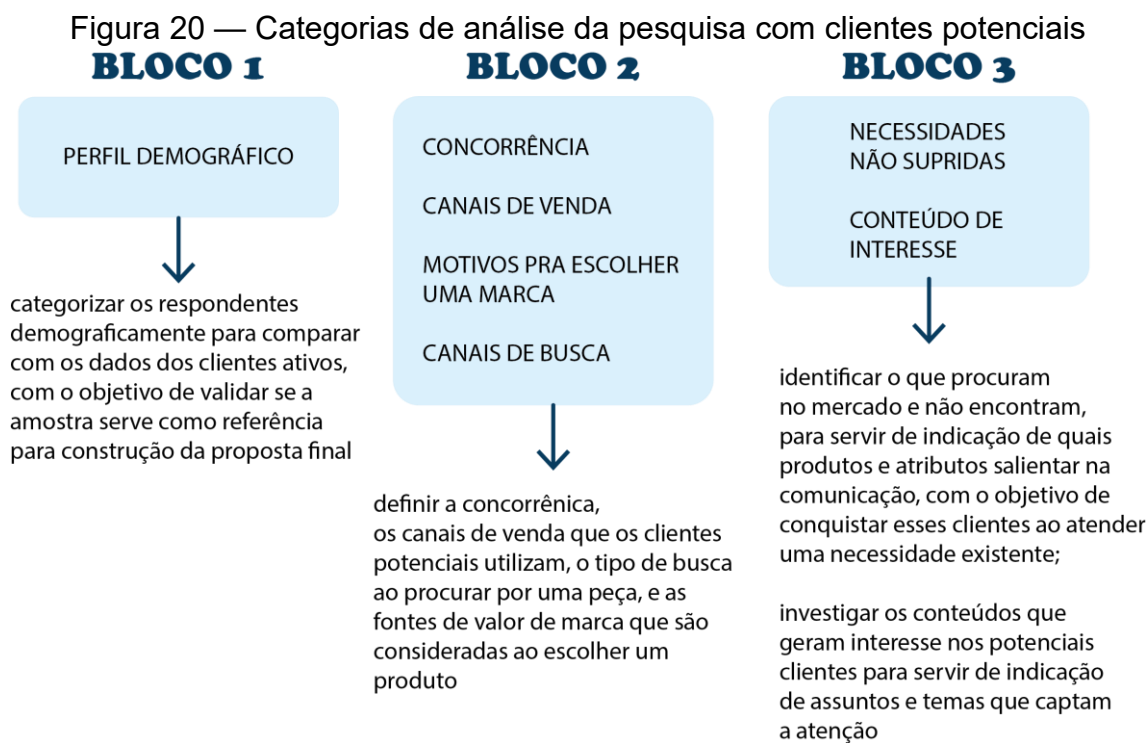 Figura 20 — Categorias de análise da pesquisa com clientes potenciais
BLOCO 1
PERFIL DEMOGRÁFICO
categorizar os respondentes
demograficamente para comparar
com os dados dos clientes ativos,
com o objetivo de validar se a
amostra serve como referência
para construção da proposta final
BLOCO 2
CONCORRÊNCIA
CANAIS DE VENDA
MOTIVOS PRA ESCOLHER
UMA MARCA
CANAIS DE BUSCA
definir a concorrênica,
os canais de venda que os clientes
potenciais utilizam, o tipo de busca
ao procurar por uma peça, e as
fontes de valor de marca que são
consideradas ao escolher um
produto
BLOCO 3
NECESSIDADES
NÃO SUPRIDAS
CONTEÚDO DE
INTERESSE
identificar o que procuram
no mercado e não encontram,
para servir de indicação de quais
produtos e atributos salientar na
comunicação, com o objetivo de
conquistar esses clientes ao atender
uma necessidade existente;
investigar os conteúdos que
geram interesse nos potenciais
clientes para servir de indicação
de assuntos e temas que captam
a atenção